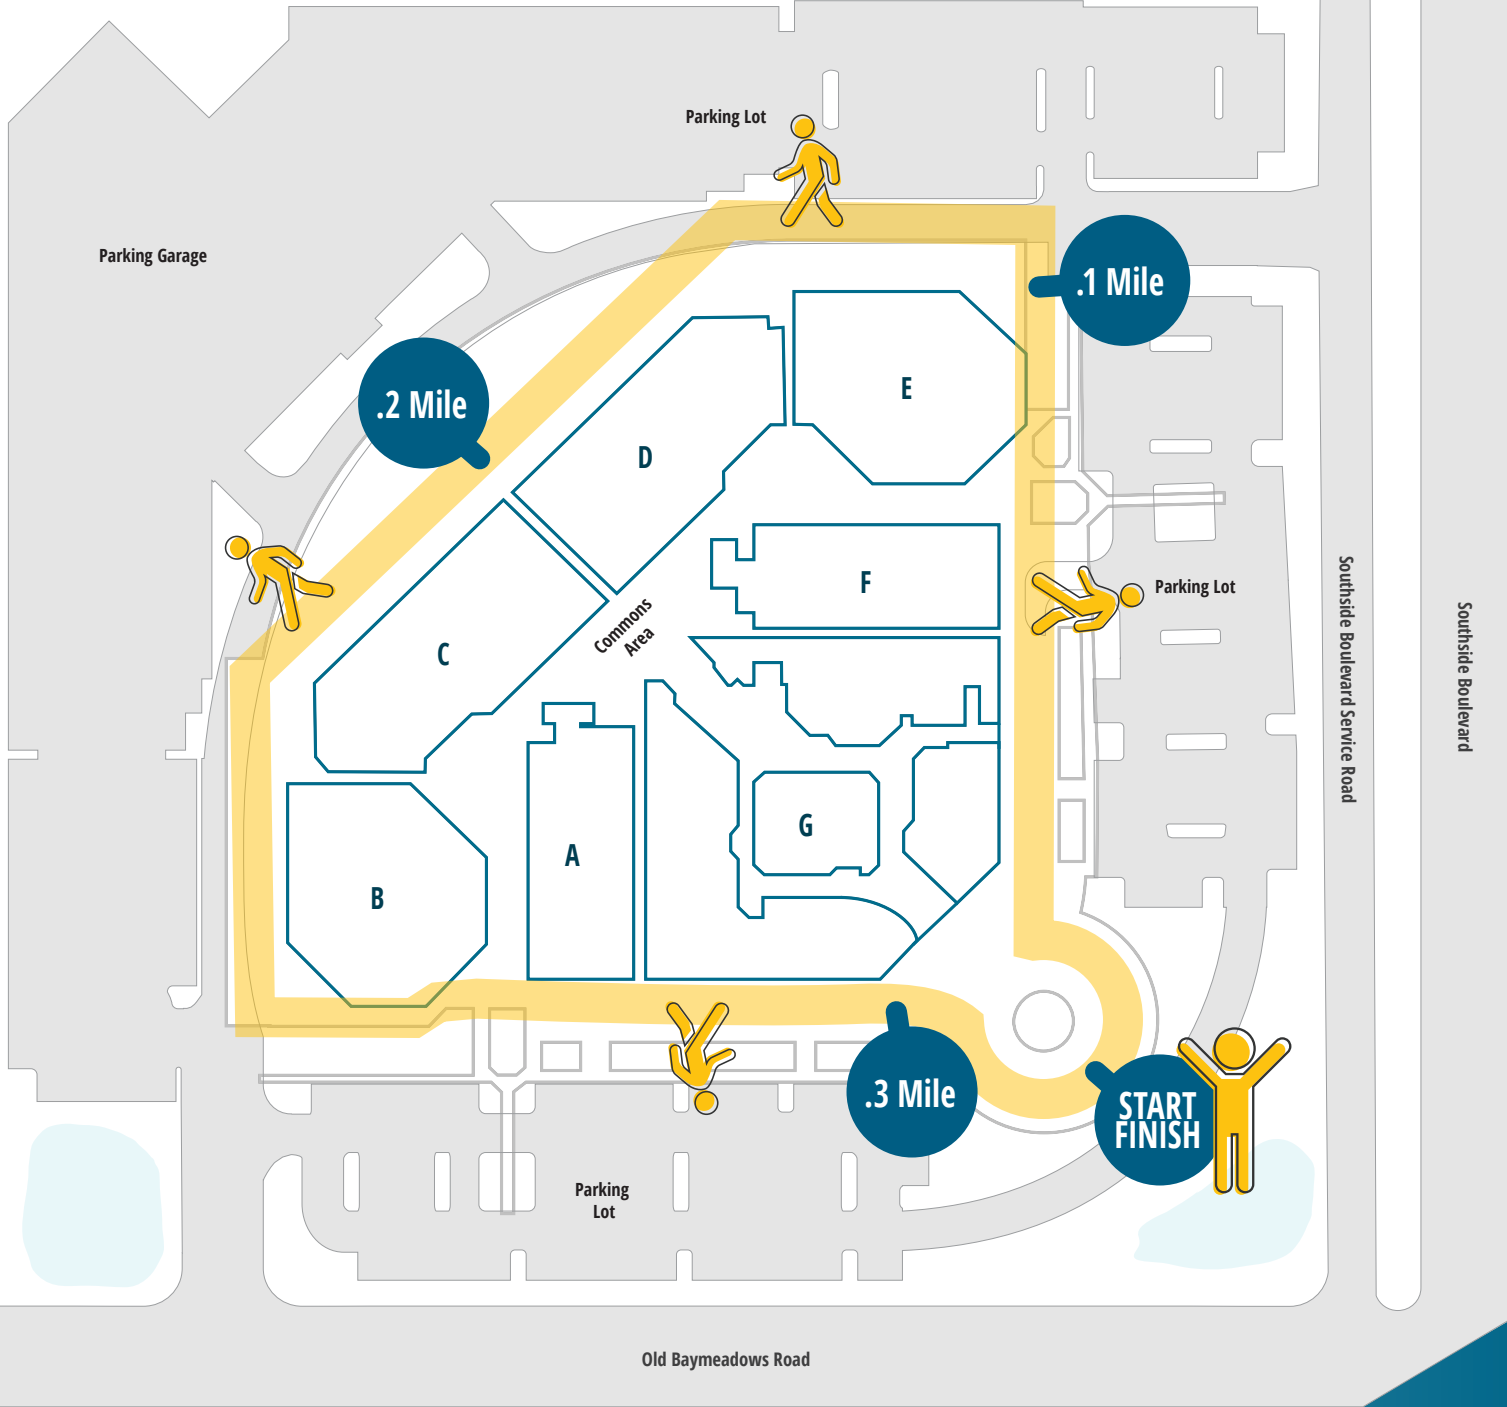 Parking Lot
Parking Garage
.1 Mile
.2 Mile
E
D
F
Parking Lot
Southside Boulevard Service Road
Southside Boulevard
Commons
Area
C
G
A
B
.3 Mile
START
FINISH
Parking
Lot
Old Baymeadows Road